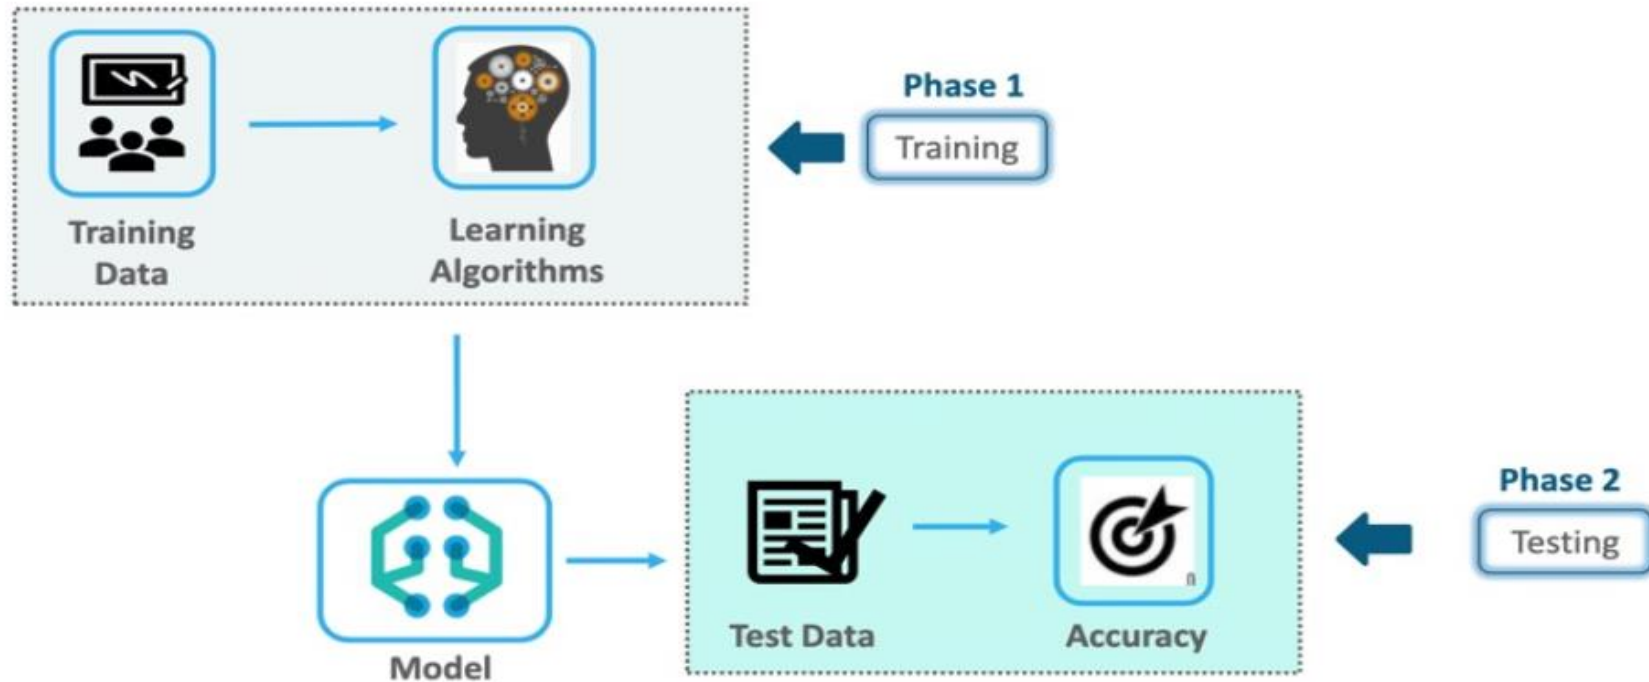 Phase 1
Training
Training
Data
Learning
Algorithms
Phase 2
Testing
Model
Test Data
Accuracy
n